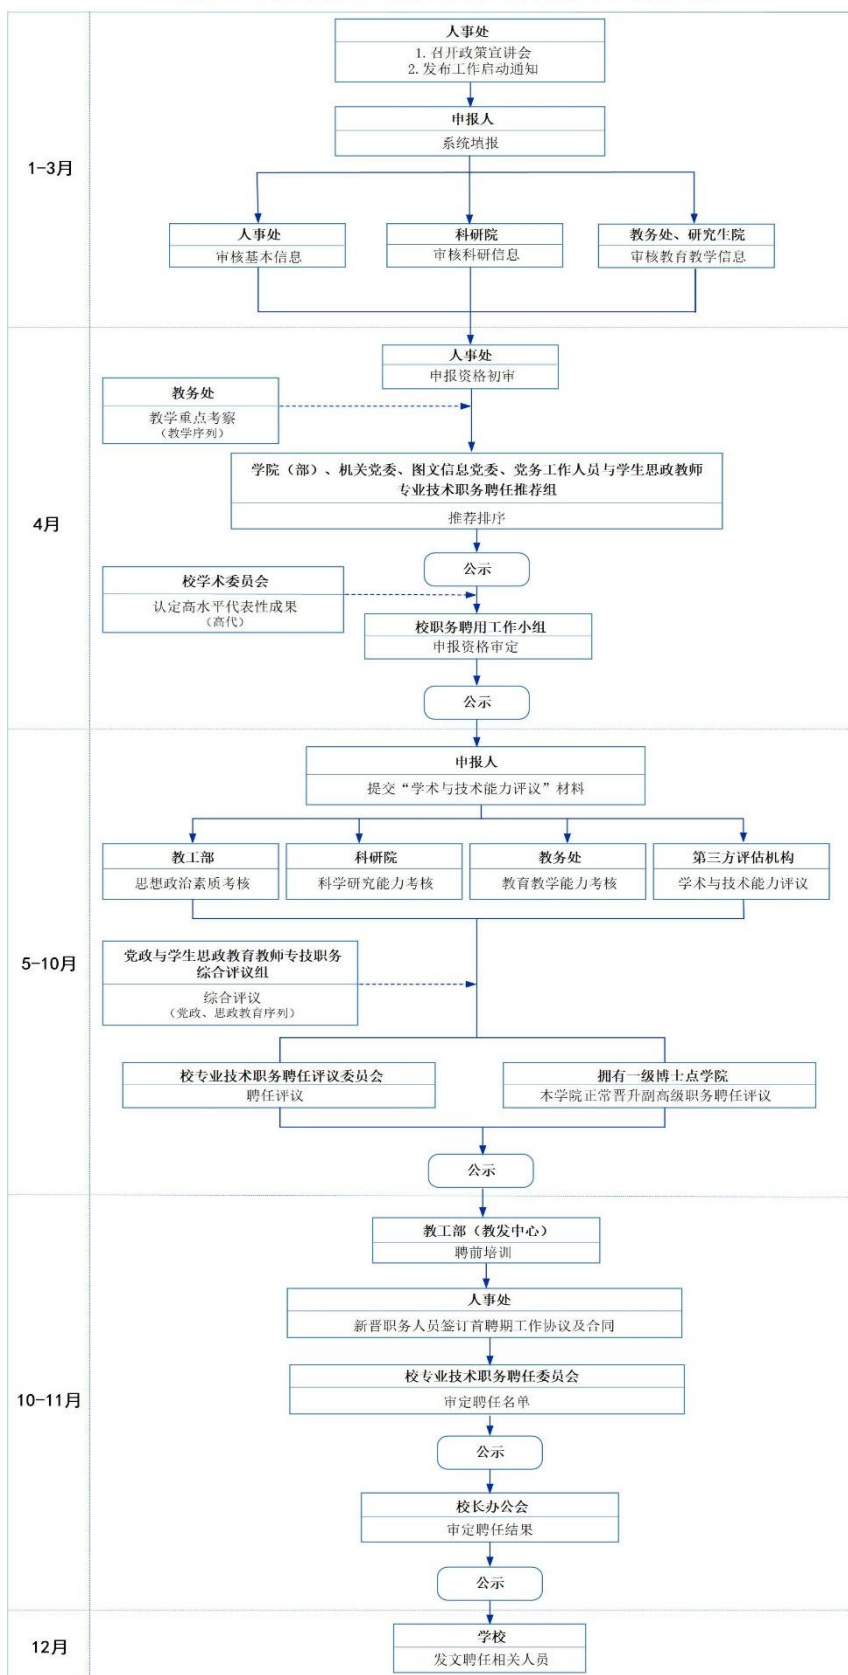 人事处
1. 召开政策宣讲会
2. 发布工作启动通知
申报人
系统填报
1-3月
人事处
审核基本信息
科研院
审核科研信息
教务处、研究生院
审核教育教学信息
人事处
申报资格初审
教务处
教学重点考察
（教学序列）
学院（部）、机关党委、图文信息党委、党务工作人员与学生思政教师
专业技术职务聘任推荐组
推荐排序
4月
公示
校学术委员会
认定高水平代表性成果
（高代）
校职务聘用工作小组
申报资格审定
公示
申报人
提交“学术与技术能力评议”材料
教工部
思想政治素质考核
科研院
科学研究能力考核
教务处
教育教学能力考核
第三方评估机构
学术与技术能力评议
5-10月
党政与学生思政教育教师专技职务
综合评议组
综合评议
（党政、思政教育序列）
校专业技术职务聘任评议委员会
聘任评议
拥有一级博士点学院
本学院正常晋升副高级职务聘任评议
公示
教工部（教发中心）
聘前培训
人事处
新晋职务人员签订首聘期工作协议及合同
校专业技术职务聘任委员会
审定聘任名单
10-11月
公示
校长办公会
审定聘任结果
公示
12月
学校
发文聘任相关人员